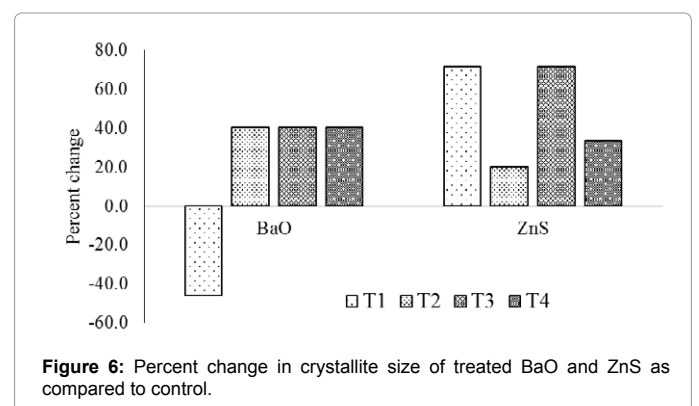 80.0
60.0
40.0
20.0
0.0
-20.0
-40.0
-60.0
Percent change
BaO
ZnS
T1 T2 T3 T4
Figure 6: Percent change in crystallite size of treated BaO and ZnS as
compared to control.